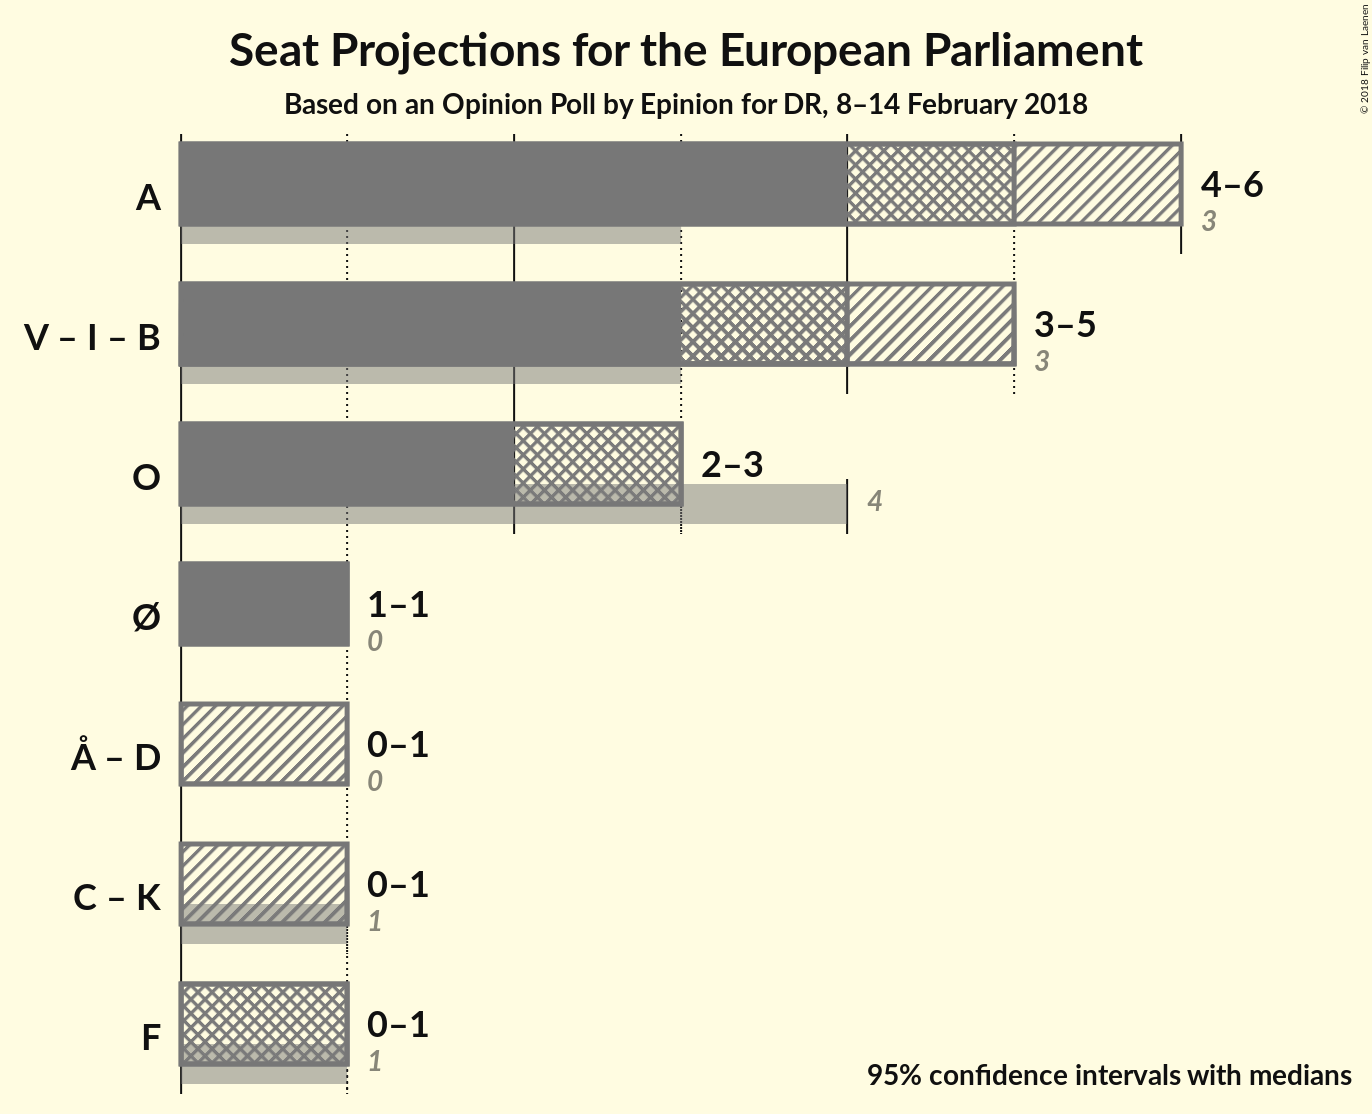 Seat Projections for the European Parliament
Based on an Opinion Poll by Epinion for DR, 8–14 February 2018
© 2018 Filip van Laenen
A
4–6
3
V – I – B
3–5
3
O
2–3
4
Ø
1–1
0
Å – D
0–1
0
C – K
0–1
1
F
0–1
1
95% confidence intervals with medians